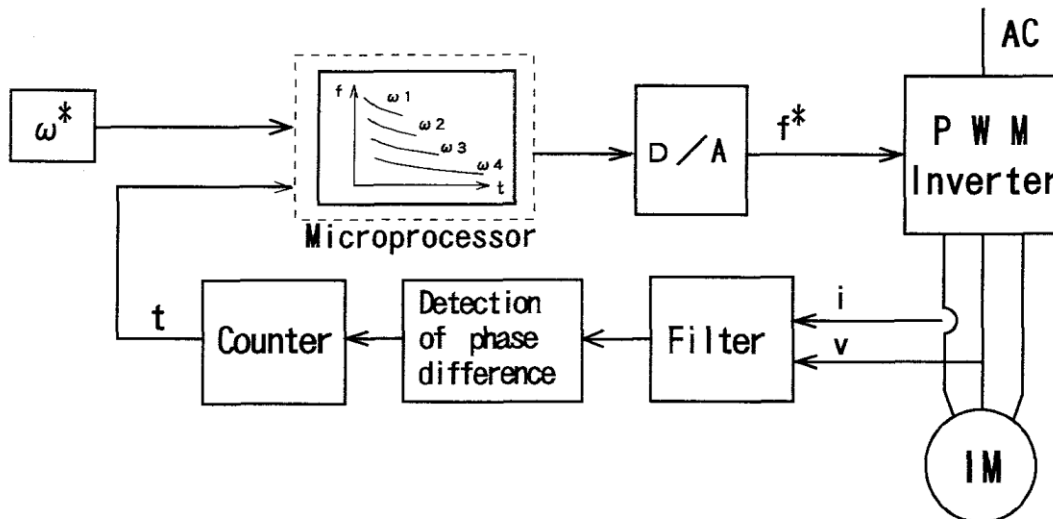 AC
ω*
f
ω1
ω2
ω3
ω4
t
Microprocessor
D/A
f*
PWM
Inverter
t
Counter
Detection
of phase
difference
Filter
i
v
IM